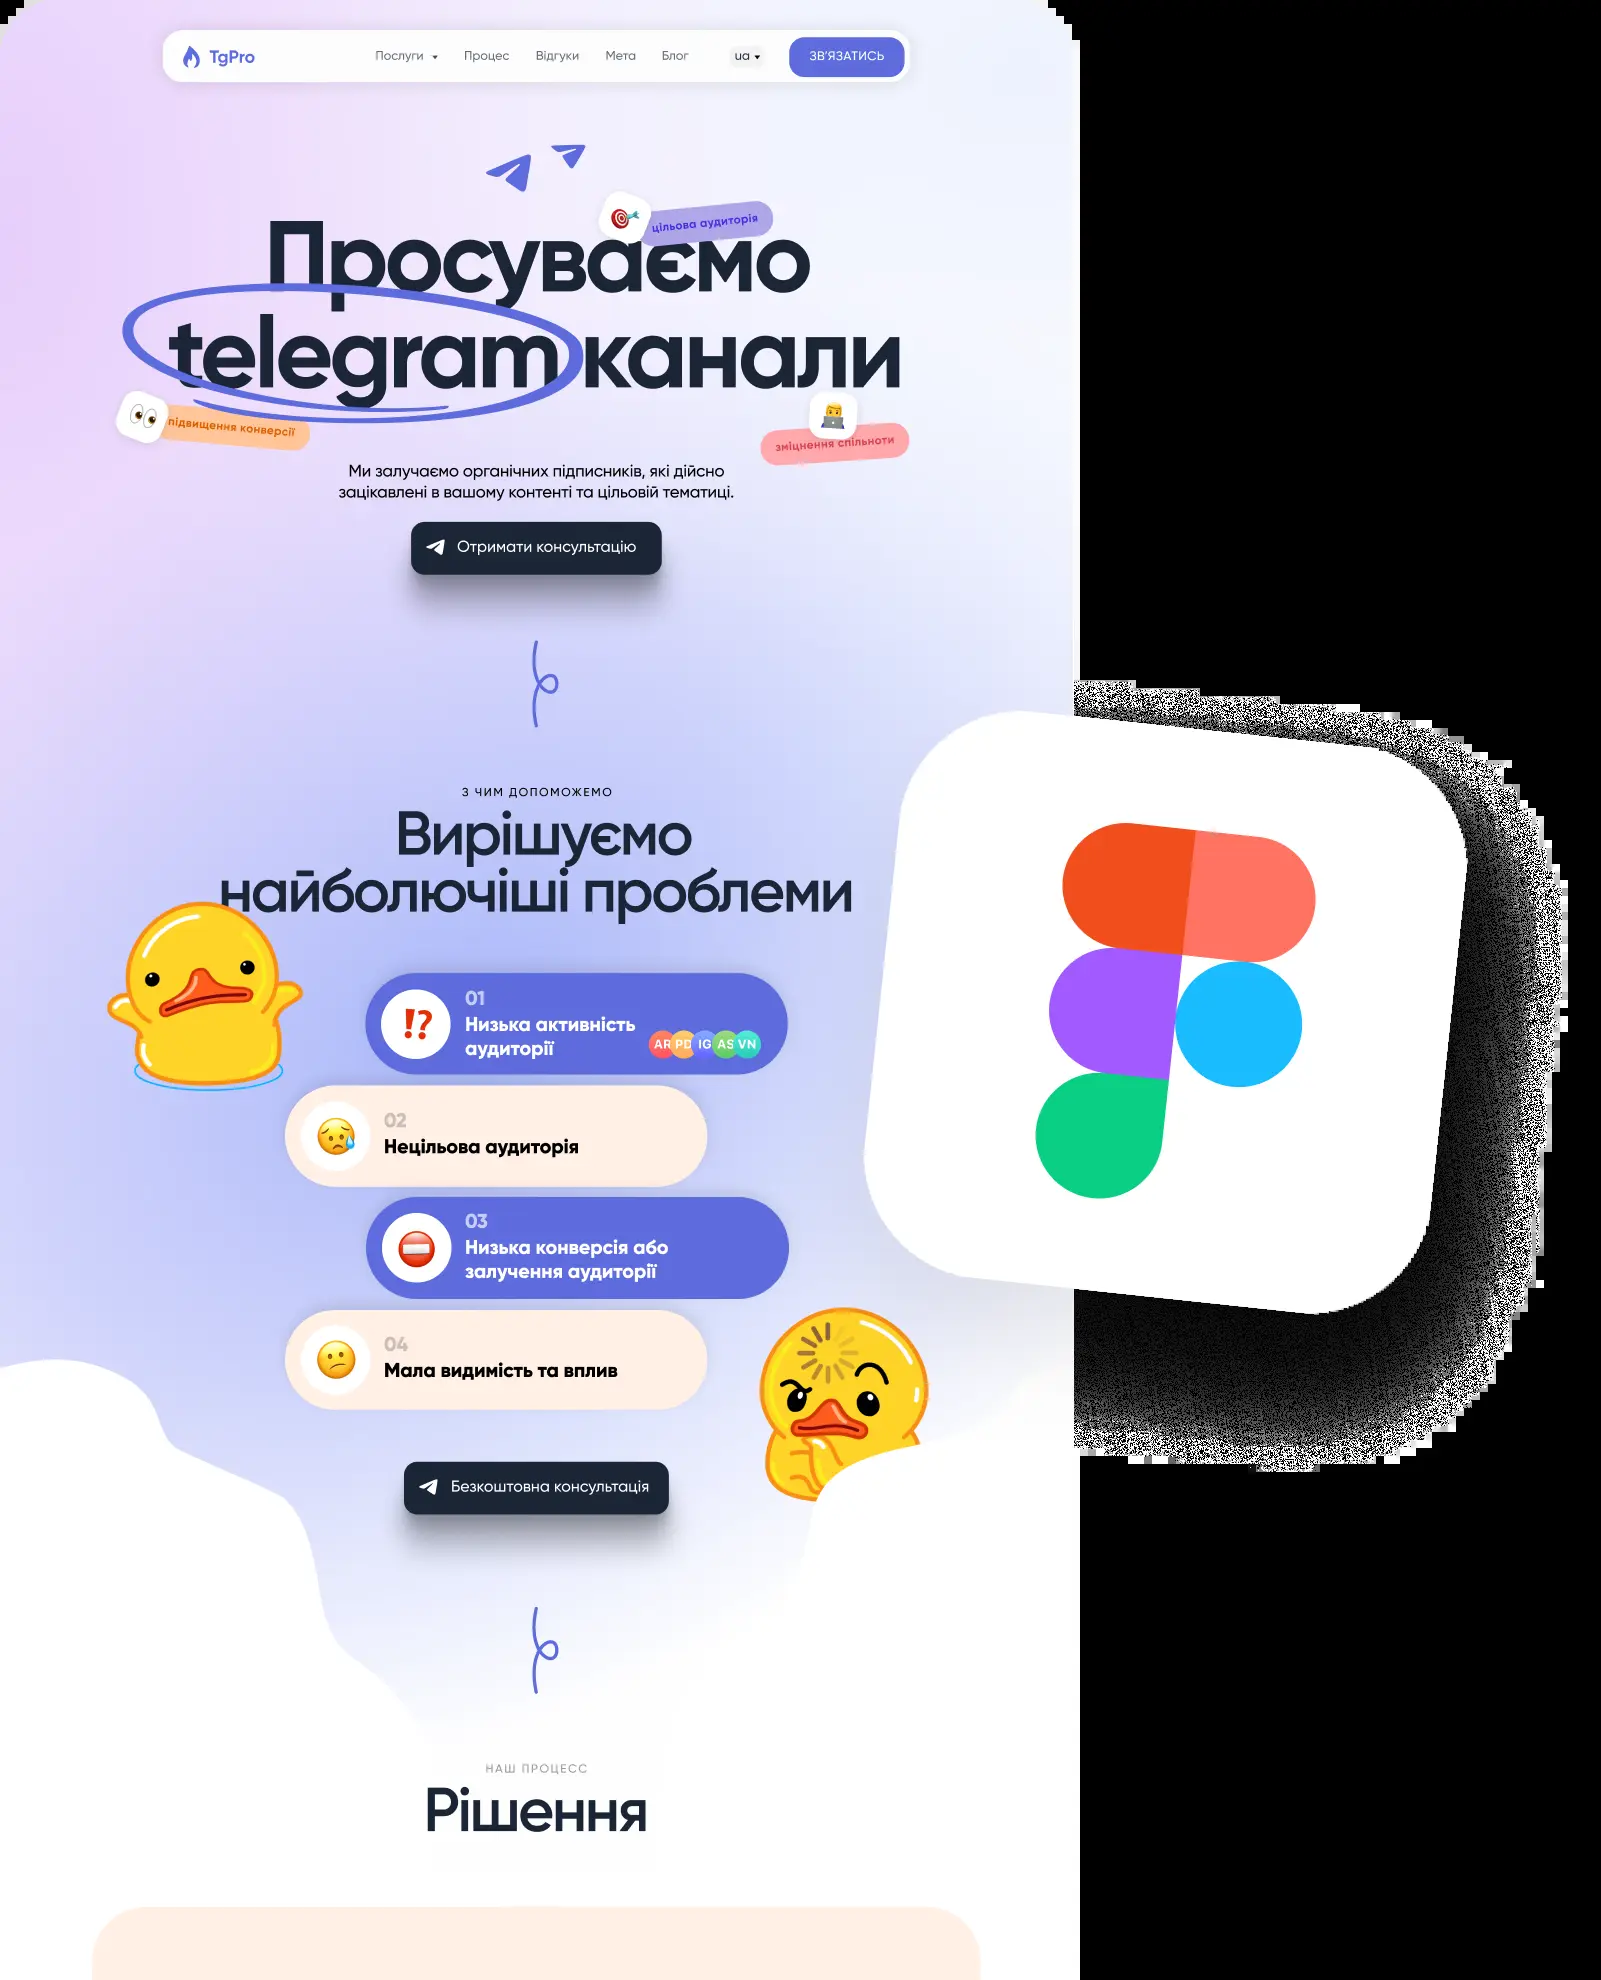 TgPro
Послуги
Процес
Відгуки
Мета
Блог
ua
ЗВ'ЯЗАТИСЬ
цільова аудиторія
Просуваємо
telegram канали
підвищення конверсії
зміцнення спільноти
Ми залучаємо органічних підписників, які дійсно
зацікавлені в вашому контенті та цільовій тематиці.
Отримати консультацію
З ЧИМ ДОПОМОЖЕМО
Вирішуємо
найболючіші проблеми
01
Низька активність
аудиторії
AR PD IG AS VN
02
Нецільова аудиторія
03
Низька конверсія або
залучення аудиторії
04
Мала видимість та вплив
Безкоштовна консультація
НАШ ПРОЦЕСС
Рішення